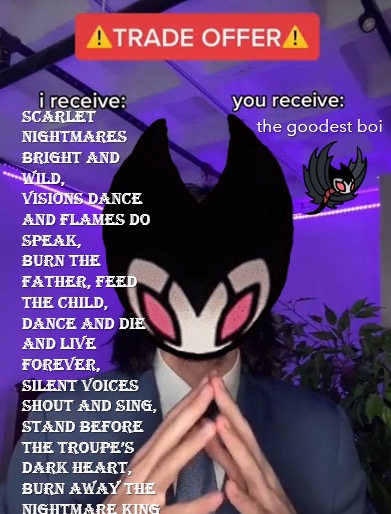 ⚠️TRADE OFFER⚠️
i receive:
you receive:
SCARLET
NIGHTMARES
BRIGHT AND
WILD,
VISIONS DANCE
AND FLAMES DO
SPEAK,
BURN THE
FATHER, FEED
THE CHILD,
DANCE AND DIE
AND LIVE
FOREVER,
SILENT VOICES
SHOUT AND SING,
STAND BEFORE
THE TROUPE'S
DARK HEART,
BURN AWAY THE
NIGHTMARE KING
the goodest boi